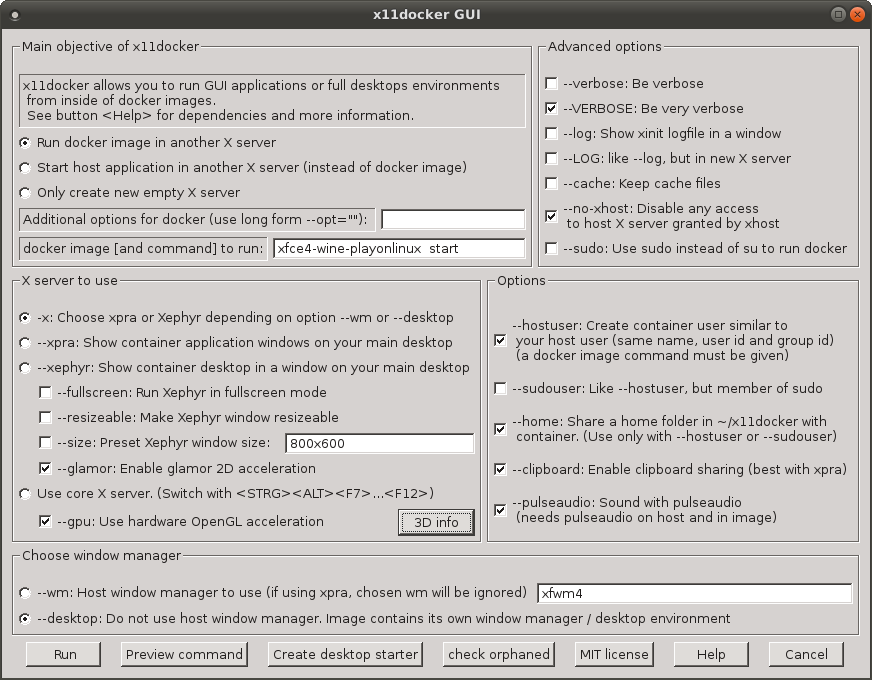 x11docker GUI
Main objective of x11docker
x11docker allows you to run GUI applications or full desktops environments
from inside of docker images.
See button <Help> for dependencies and more information.
Run docker image in another X server
Start host application in another X server (instead of docker image)
Only create new empty X server
Additional options for docker (use long form --opt=""):
docker image [and command] to run: xfce4-wine-playonlinux  start
Advanced options
--verbose: Be verbose
--VERBOSE: Be very verbose
--log: Show xinit logfile in a window
--LOG: like --log, but in new X server
--cache: Keep cache files
--no-xhost: Disable any access
to host X server granted by xhost
--sudo: Use sudo instead of su to run docker
X server to use
-x: Choose xpra or Xephyr depending on option --wm or --desktop
--xpra: Show container application windows on your main desktop
--xephyr: Show container desktop in a window on your main desktop
--fullscreen: Run Xephyr in fullscreen mode
--resizeable: Make Xephyr window resizeable
--size: Preset Xephyr window size: 800x600
--glamor: Enable glamor 2D acceleration
Use core X server. (Switch with <STRG><ALT><F7>...<F12>)
--gpu: Use hardware OpenGL acceleration 3D info
Options
--hostuser: Create container user similar to
your host user (same name, user id and group id)
(a docker image command must be given)
--sudouser: Like --hostuser, but member of sudo
--home: Share a home folder in ~/x11docker with
container. (Use only with --hostuser or --sudouser)
--clipboard: Enable clipboard sharing (best with xpra)
--pulseaudio: Sound with pulseaudio
(needs pulseaudio on host and in image)
Choose window manager
--wm: Host window manager to use (if using xpra, chosen wm will be ignored) xfwm4
--desktop: Do not use host window manager. Image contains its own window manager / desktop environment
Run Preview command Create desktop starter check orphaned MIT license Help Cancel